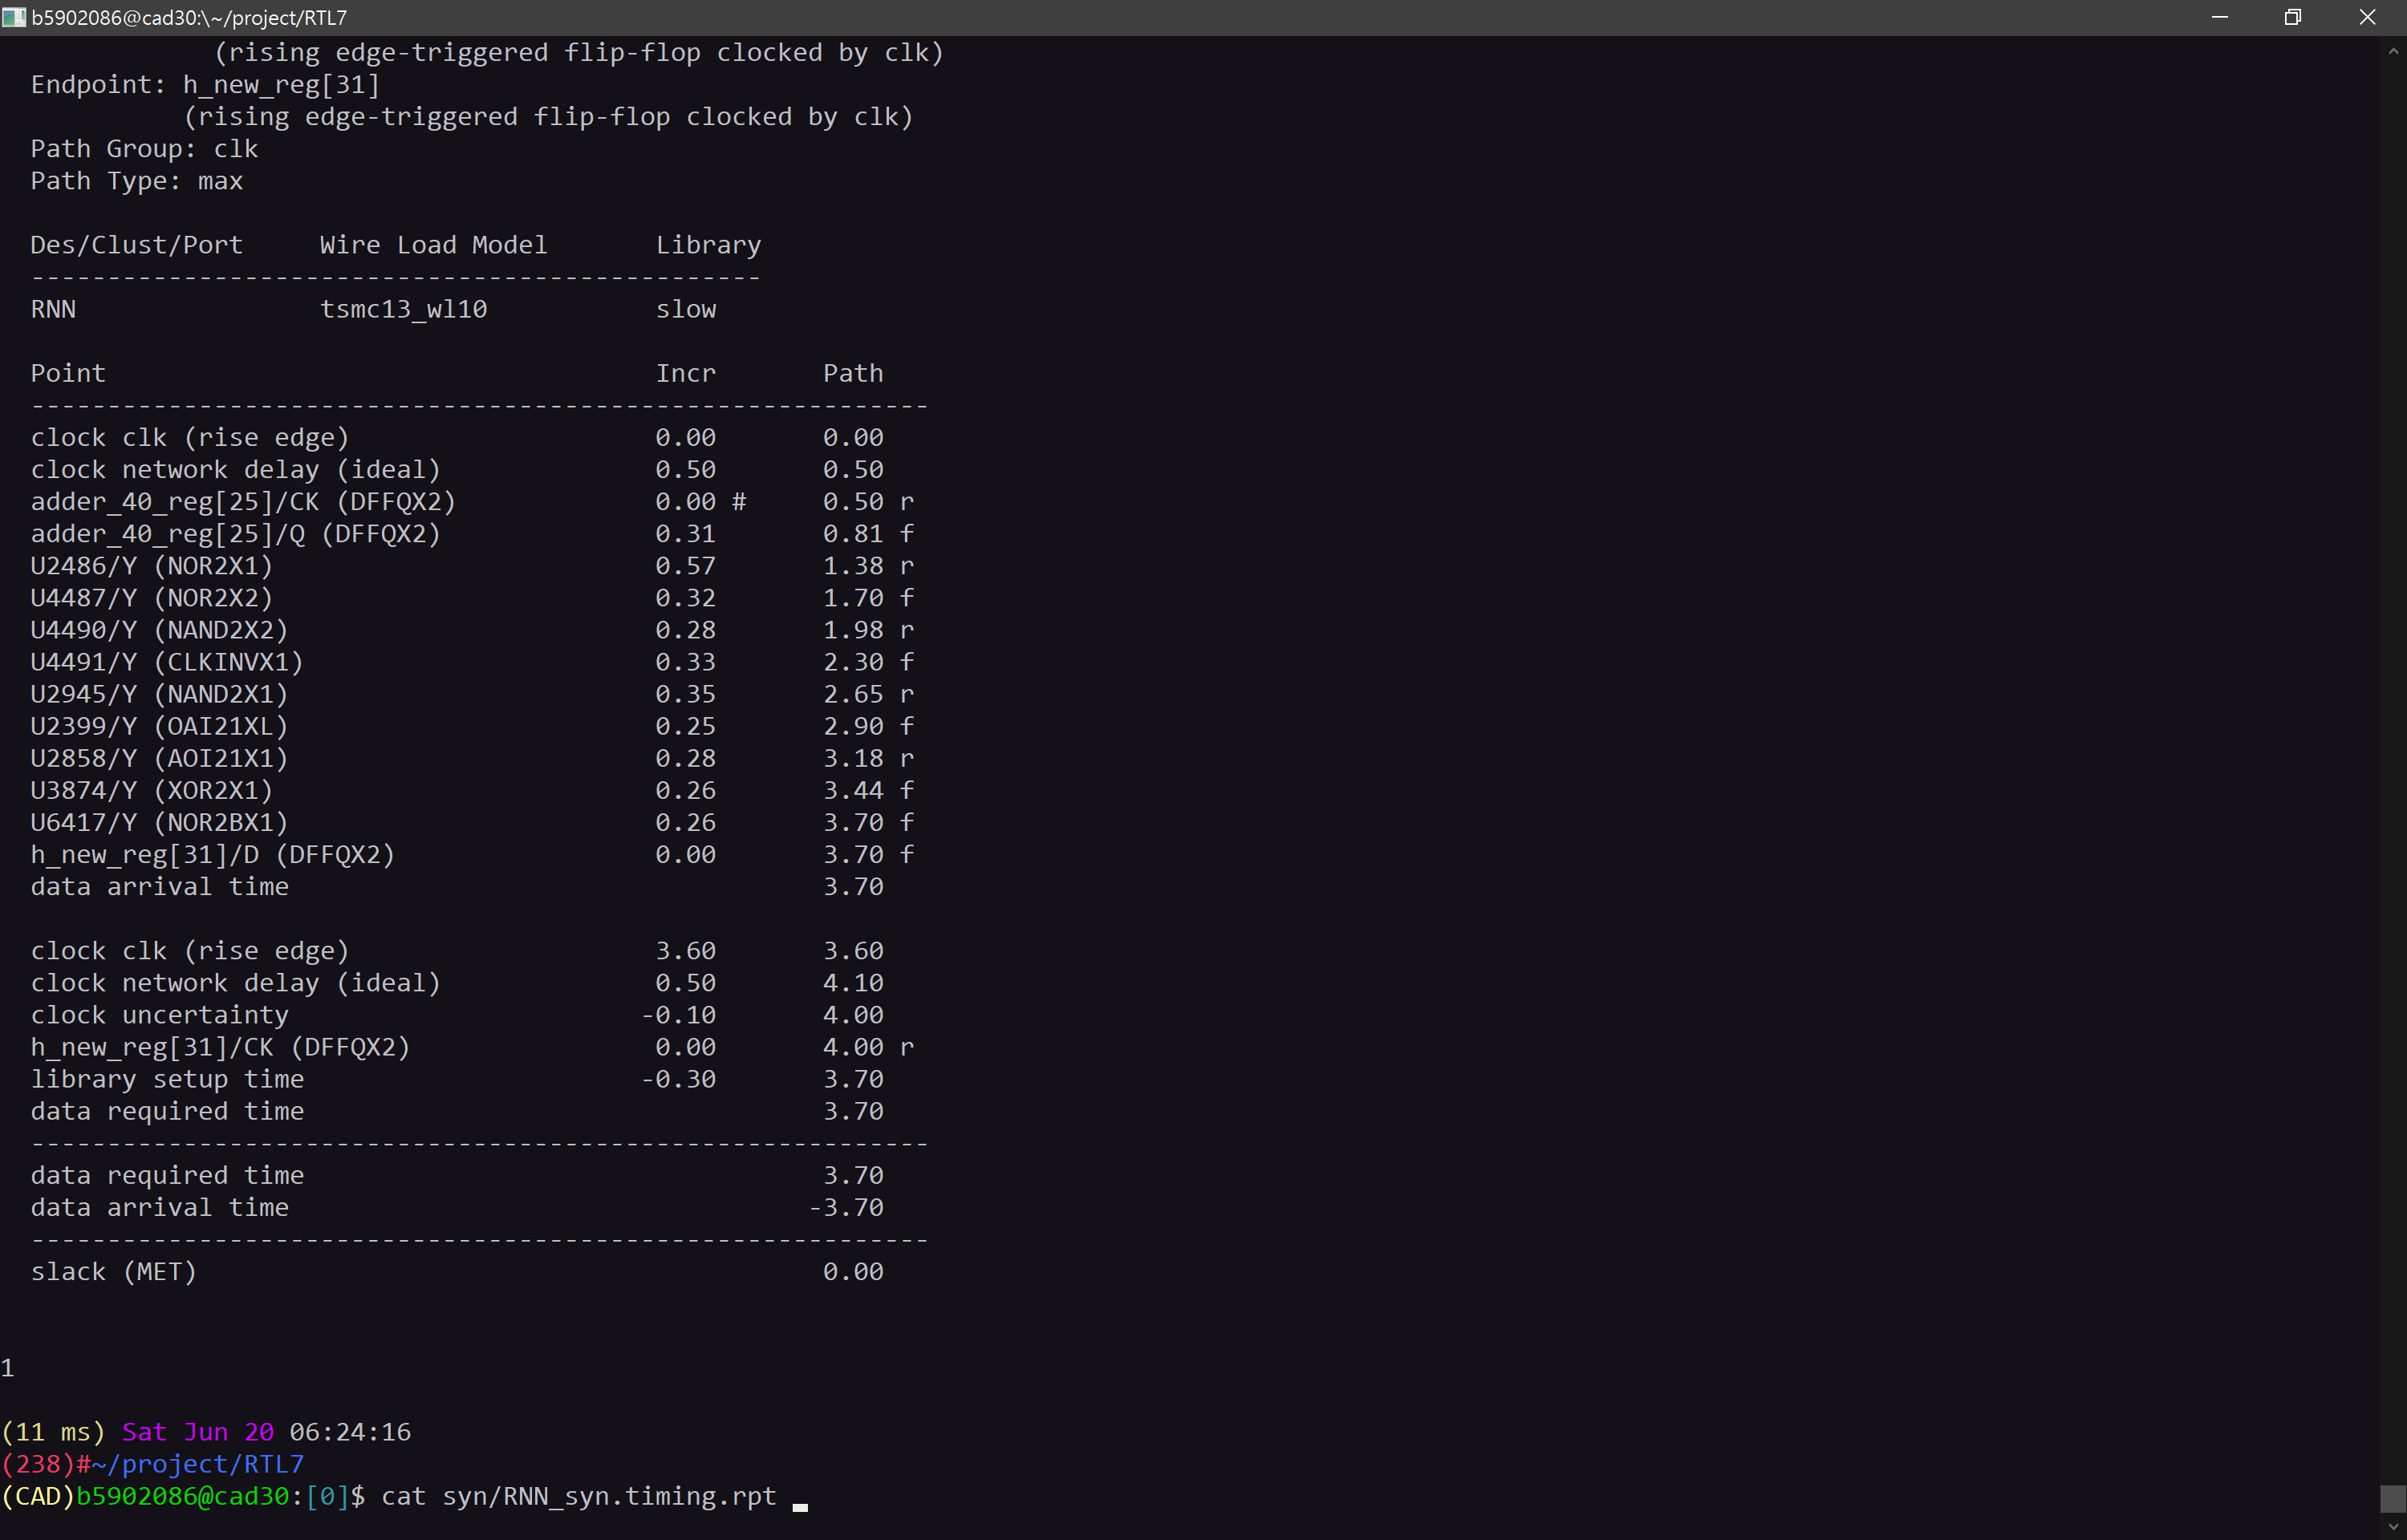 b5902086@cad30:\~/project/RTL7
            (rising edge-triggered flip-flop clocked by clk)
  Endpoint: h_new_reg[31]
          (rising edge-triggered flip-flop clocked by clk)
  Path Group: clk
  Path Type: max

  Des/Clust/Port     Wire Load Model       Library
  ------------------------------------------------
  RNN                tsmc13_wl10           slow

  Point                                    Incr       Path
  -----------------------------------------------------------
  clock clk (rise edge)                    0.00       0.00
  clock network delay (ideal)              0.50       0.50
  adder_40_reg[25]/CK (DFFQX2)             0.00 #     0.50 r
  adder_40_reg[25]/Q (DFFQX2)              0.31       0.81 f
  U2486/Y (NOR2X1)                         0.57       1.38 r
  U4487/Y (NOR2X2)                         0.32       1.70 f
  U4490/Y (NAND2X2)                        0.28       1.98 r
  U4491/Y (CLKINVX1)                       0.33       2.30 f
  U2945/Y (NAND2X1)                        0.35       2.65 r
  U2399/Y (OAI21XL)                        0.25       2.90 f
  U2858/Y (AOI21X1)                        0.28       3.18 r
  U3874/Y (XOR2X1)                         0.26       3.44 f
  U6417/Y (NOR2BX1)                        0.26       3.70 f
  h_new_reg[31]/D (DFFQX2)                 0.00       3.70 f
  data arrival time                                   3.70

  clock clk (rise edge)                    3.60       3.60
  clock network delay (ideal)              0.50       4.10
  clock uncertainty                       -0.10       4.00
  h_new_reg[31]/CK (DFFQX2)                0.00       4.00 r
  library setup time                      -0.30       3.70
  data required time                                  3.70
  -----------------------------------------------------------
  data required time                                  3.70
  data arrival time                                  -3.70
  -----------------------------------------------------------
  slack (MET)                                         0.00

1

(11 ms) Sat Jun 20 06:24:16
(238)#~/project/RTL7
(CAD)b5902086@cad30:[0]$ cat syn/RNN_syn.timing.rpt